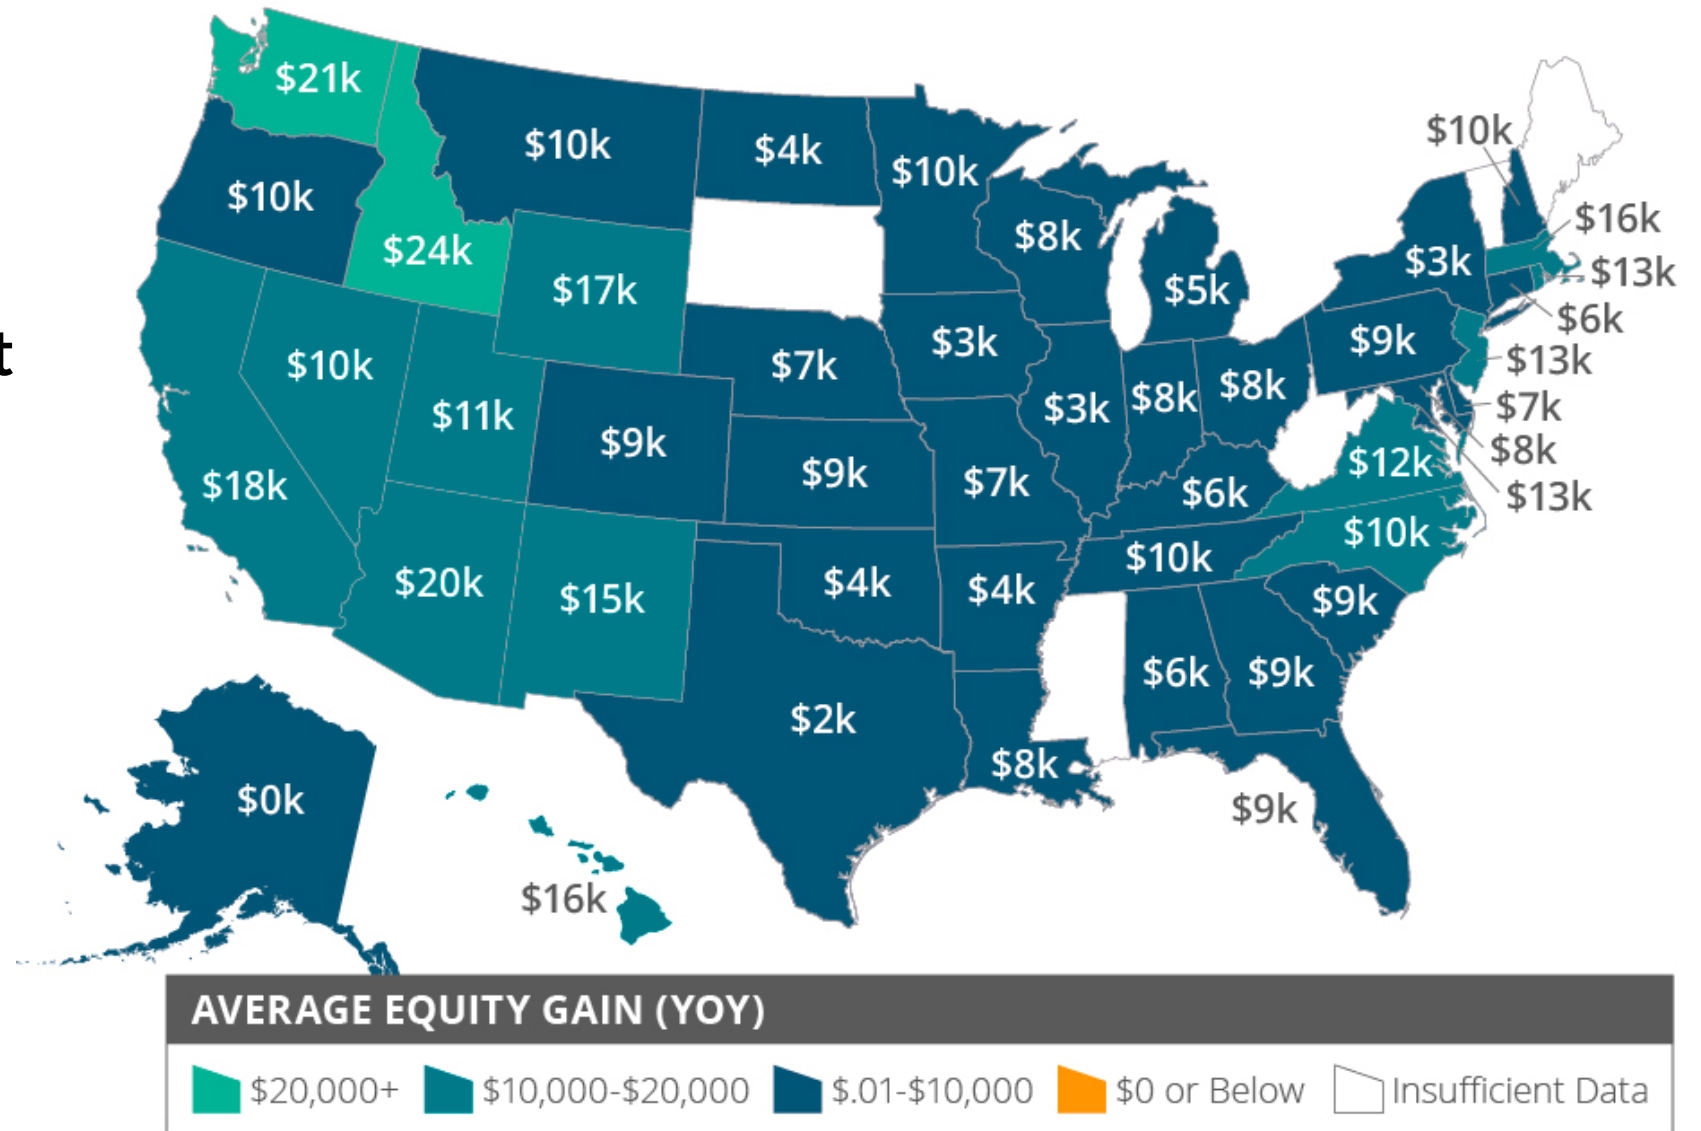 $21k
$10k
$4k
$10k
$10k
$10k
$24k
$17k
$8k
$5k
$3k
$16k
$13k
$6k
t
$10k
$11k
$7k
$3k
$9k
$13k
$18k
$9k
$9k
$7k
$3k
$8k
$8k
$7k
$8k
$12k
$13k
$6k
$10k
$20k
$15k
$4k
$4k
$10k
$9k
$2k
$6k
$9k
$8k
$9k
$0k
$16k
AVERAGE EQUITY GAIN (YOY)
$20,000+ $10,000-$20,000 $.01-$10,000 $0 or Below Insufficient Data